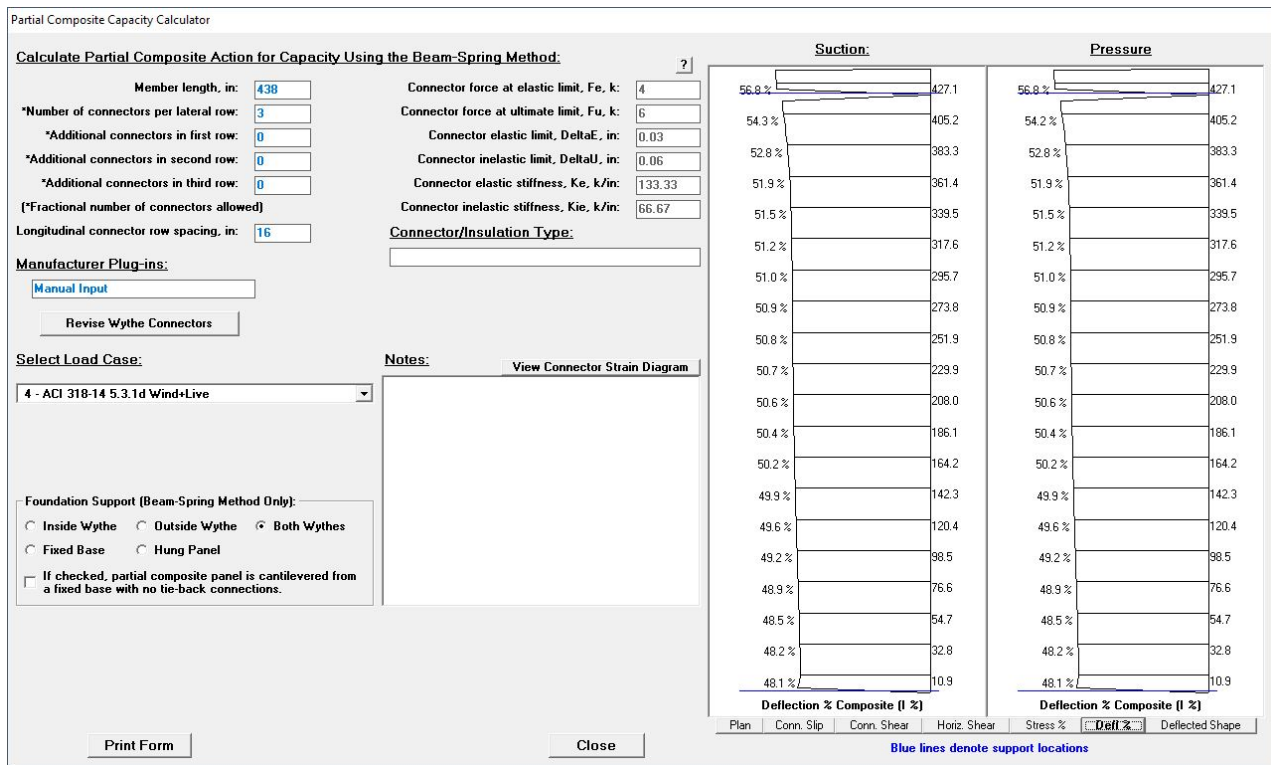 Partial Composite Capacity Calculator
Calculate Partial Composite Action for Capacity Using the Beam-Spring Method:
?
Member length, in: 438
*Number of connectors per lateral row: 3
*Additional connectors in first row: 0
*Additional connectors in second row: 0
*Additional connectors in third row: 0
(*Fractional number of connectors allowed)
Longitudinal connector row spacing, in: 16
Connector force at elastic limit, Fe, k: 4
Connector force at ultimate limit, Fu, k: 6
Connector elastic limit, DeltaE, in: 0.03
Connector inelastic limit, DeltaU, in: 0.06
Connector elastic stiffness, Ke, k/in: 133.33
Connector inelastic stiffness, Kie, k/in: 66.67
Connector/Insulation Type:
Manufacturer Plug-ins:
Manual Input
Revise Wythe Connectors
Select Load Case:
4 - ACI 318-14 5.3.1d Wind+Live
Notes:
View Connector Strain Diagram
Foundation Support (Beam-Spring Method Only):
Inside Wythe Outside Wythe Both Wythes
Fixed Base Hung Panel
If checked, partial composite panel is cantilevered from
a fixed base with no tie-back connections.
Print Form
Close
Suction:
56.8 % 427.1
54.3 % 405.2
52.8 % 383.3
51.9 % 361.4
51.5 % 339.5
51.2 % 317.6
51.0 % 295.7
50.9 % 273.8
50.8 % 251.9
50.7 % 229.9
50.6 % 208.0
50.4 % 186.1
50.2 % 164.2
49.9 % 142.3
49.6 % 120.4
49.2 % 98.5
48.9 % 76.6
48.5 % 54.7
48.2 % 32.8
48.1 % 10.9
Deflection % Composite (I %)
Pressure
56.8 % 427.1
54.2 % 405.2
52.8 % 383.3
51.9 % 361.4
51.5 % 339.5
51.2 % 317.6
51.0 % 295.7
50.9 % 273.8
50.8 % 251.9
50.7 % 229.9
50.6 % 208.0
50.4 % 186.1
50.2 % 164.2
49.9 % 142.3
49.6 % 120.4
49.2 % 98.5
48.9 % 76.6
48.5 % 54.7
48.2 % 32.8
48.1 % 10.9
Deflection % Composite (I %)
Plan Conn. Slip Conn. Shear Horiz. Shear Stress % Defl % Deflected Shape
Blue lines denote support locations